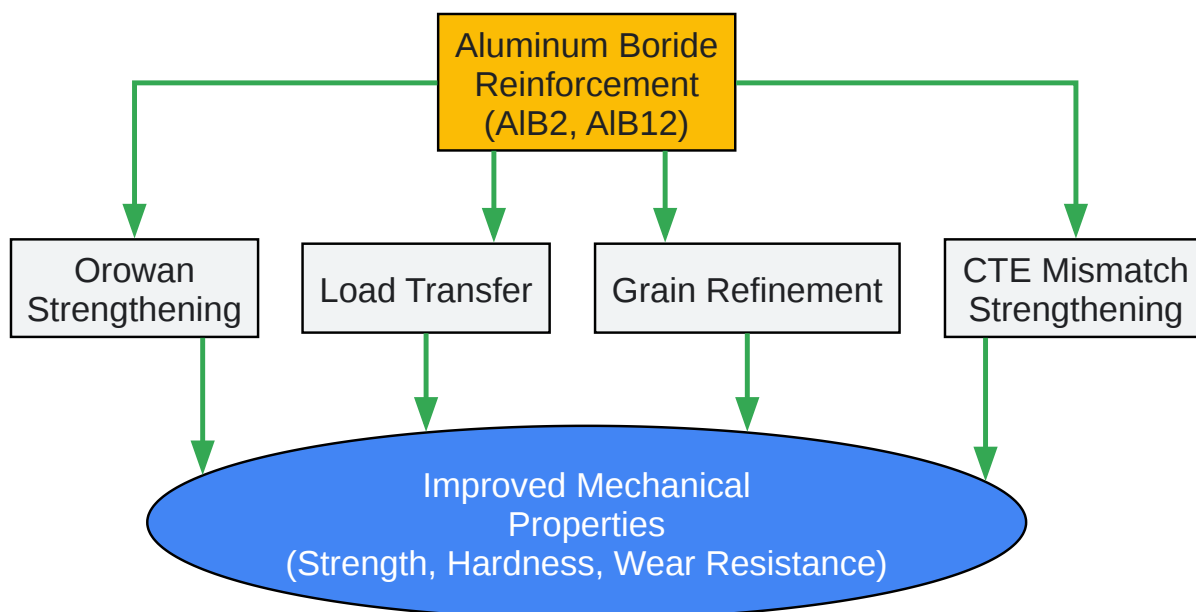 Aluminum Boride
Reinforcement
(AlB2, AlB12)
Orowan
Strengthening
Load Transfer
Grain Refinement
CTE Mismatch
Strengthening
Improved Mechanical
Properties
(Strength, Hardness, Wear Resistance)